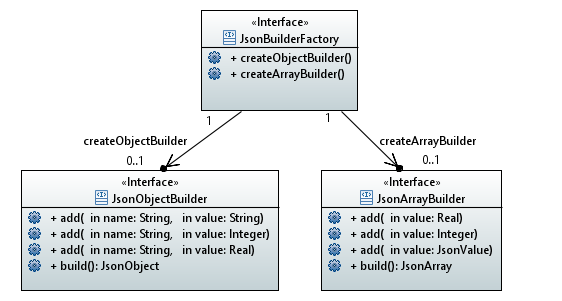 «Interface»
JsonBuilderFactory
+ createObjectBuilder()
+ createArrayBuilder()
1
1
createObjectBuilder
createArrayBuilder
0..1
0..1
«Interface»
JsonObjectBuilder
+ add(  in name: String,   in value: String)
+ add(  in name: String,   in value: Integer)
+ add(  in name: String,   in value: Real)
+ build(): JsonObject
«Interface»
JsonArrayBuilder
+ add(  in value: Real)
+ add(  in value: Integer)
+ add(  in value: JsonValue)
+ build(): JsonArray